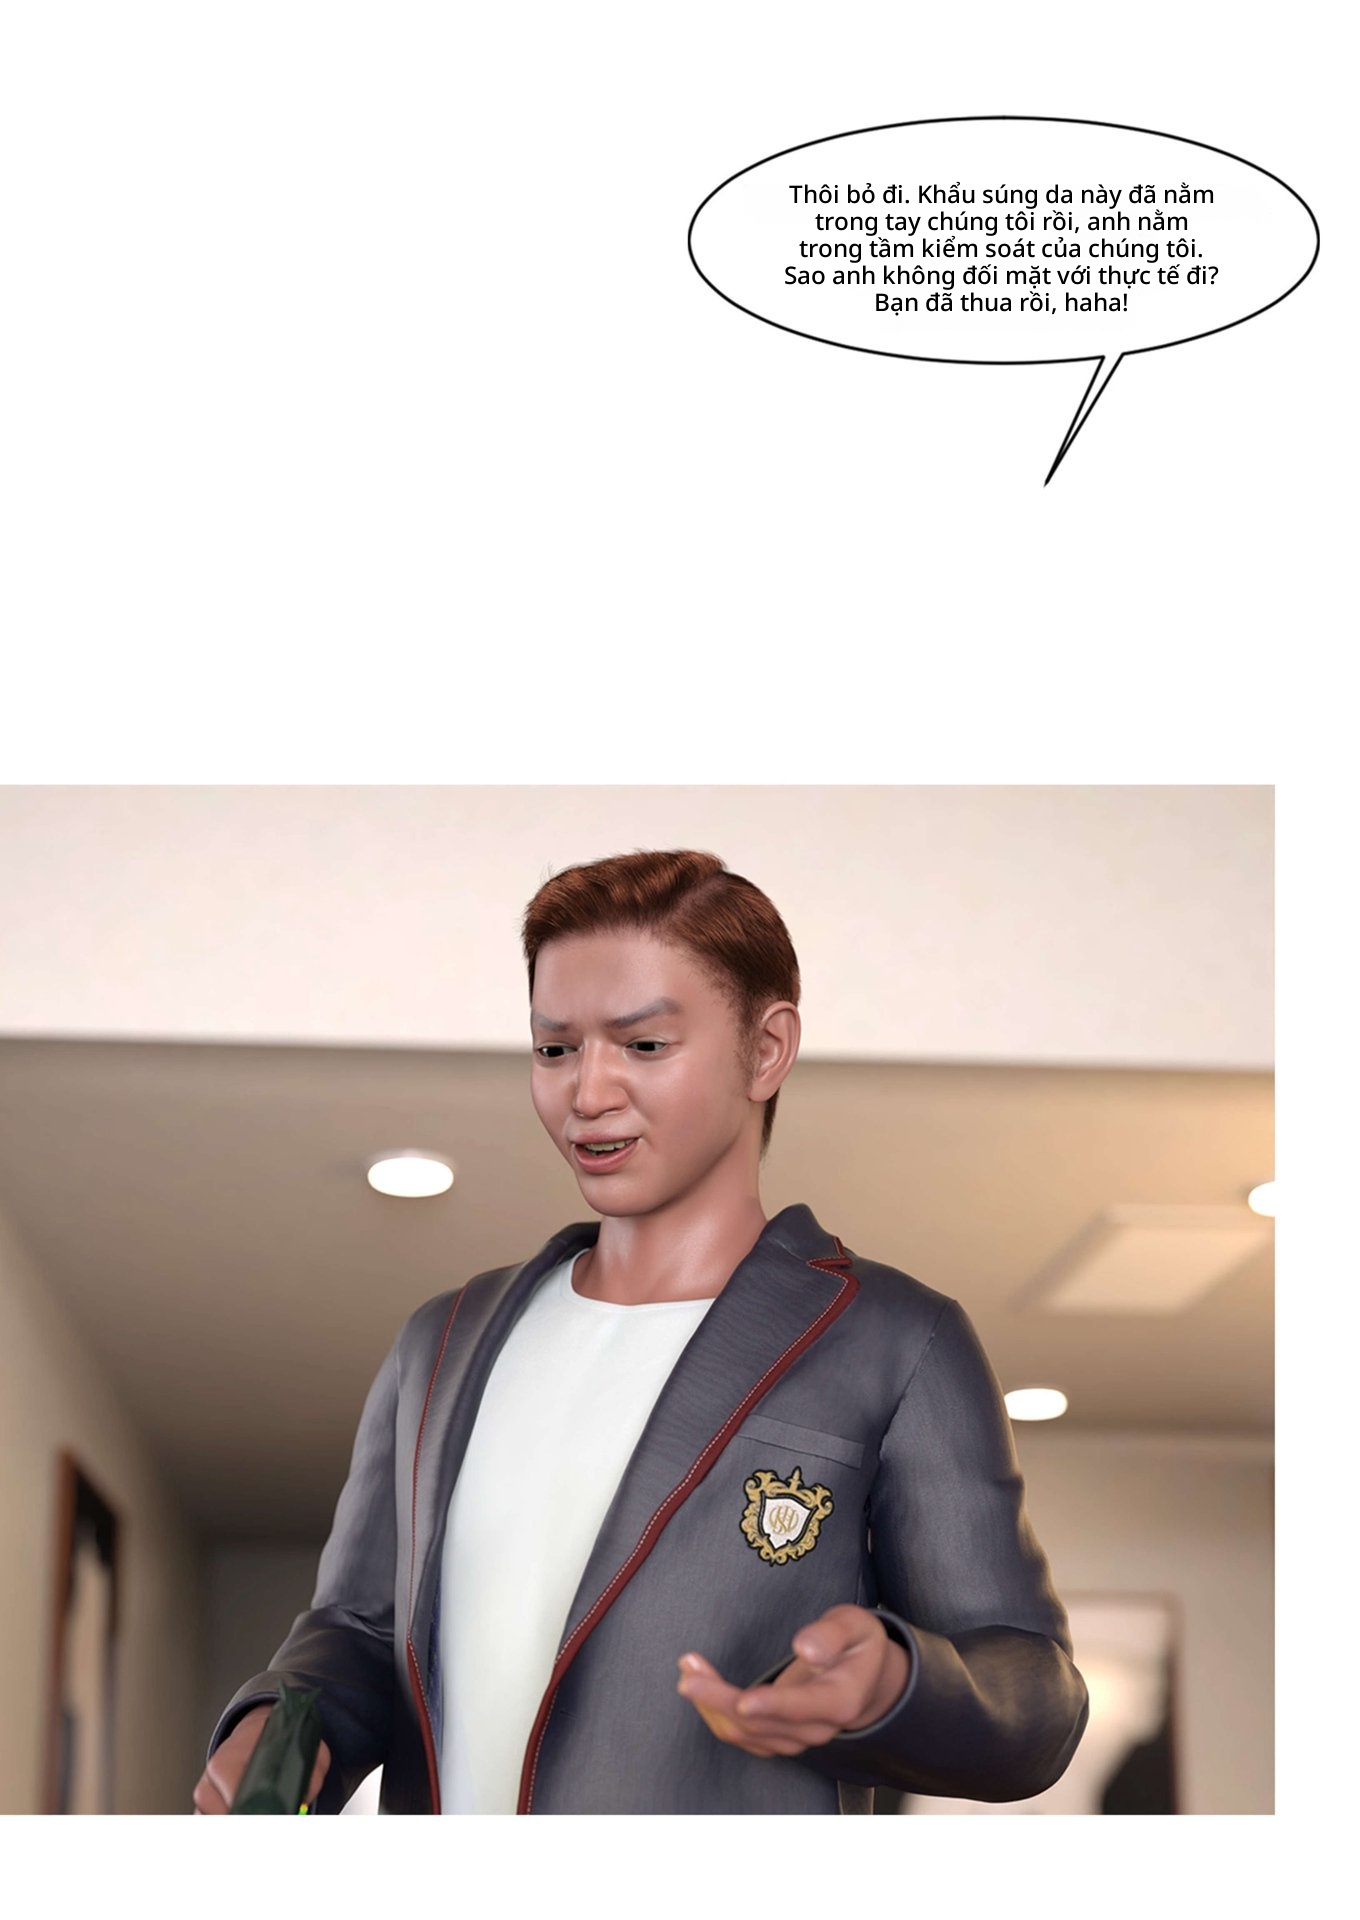 Thôi bỏ đi. Khẩu súng da này đã nằm
trong tay chúng tôi rồi, anh nằm
trong tầm kiểm soát của chúng tôi.
Sao anh không đối mặt với thực tế đi?
Bạn đã thua rồi, haha!